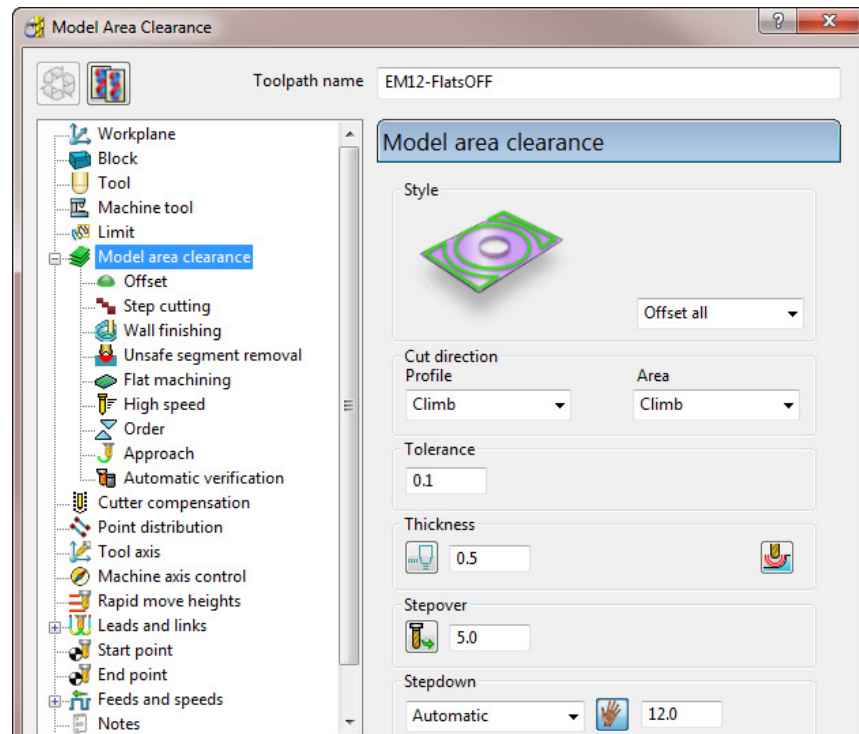 Model Area Clearance
?
X
Toolpath name
EM12-FlatsOFF
Workplane
Block
Tool
Machine tool
Limit
Model area clearance
Offset
Step cutting
Wall finishing
Unsafe segment removal
Flat machining
High speed
Order
Approach
Automatic verification
Cutter compensation
Point distribution
Tool axis
Machine axis control
Rapid move heights
Leads and links
Start point
End point
Feeds and speeds
Notes
Model area clearance
Style
Offset all
Cut direction
Profile Area
Climb Climb
Tolerance
0.1
Thickness
0.5
Stepover
5.0
Stepdown
Automatic 12.0